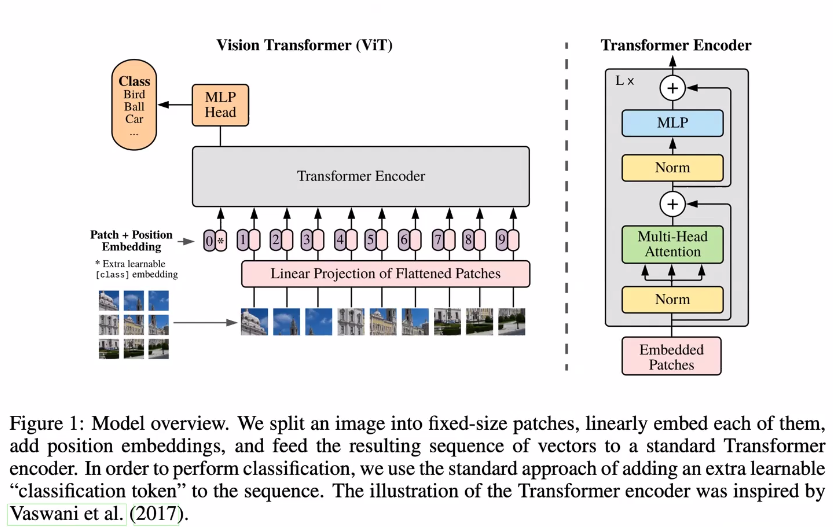 Vision Transformer (ViT)
Class
Bird
Ball
Car
...
MLP
Head
Transformer Encoder
Patch + Position
Embedding
* Extra learnable
[class] embedding
0 * 1 2 3 4 5 6 7 8 9
Linear Projection of Flattened Patches
Transformer Encoder
L x
+
MLP
Norm
+
Multi-Head
Attention
Norm
Embedded
Patches
Figure 1: Model overview. We split an image into fixed-size patches, linearly embed each of them,
add position embeddings, and feed the resulting sequence of vectors to a standard Transformer
encoder. In order to perform classification, we use the standard approach of adding an extra learnable
“classification token” to the sequence. The illustration of the Transformer encoder was inspired by
Vaswani et al. (2017).